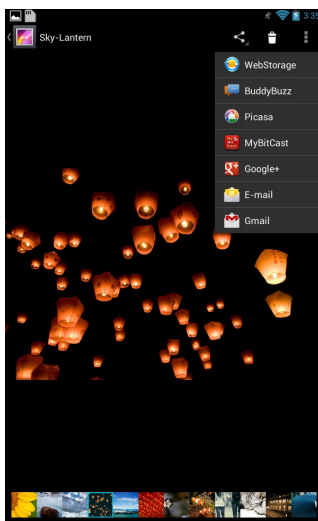 3:35
Sky-Lantern
WebStorage
BuddyBuzz
Picasa
MyBitCast
Google+
E-mail
Gmail